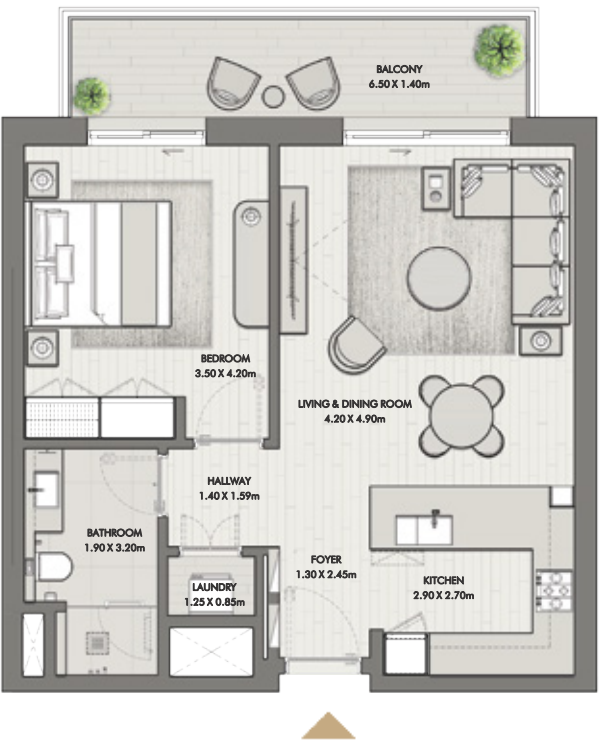 BALCONY
6.50 X 1.40m
BEDROOM
3.50 X 4.20m
LIVING & DINING ROOM
4.20 X 4.90m
HALLWAY
1.40 X 1.59m
BATHROOM
1.90 X 3.20m
FOYER
1.30 X 2.45m
LAUNDRY
1.25 X 0.85m
KITCHEN
2.90 X 2.70m